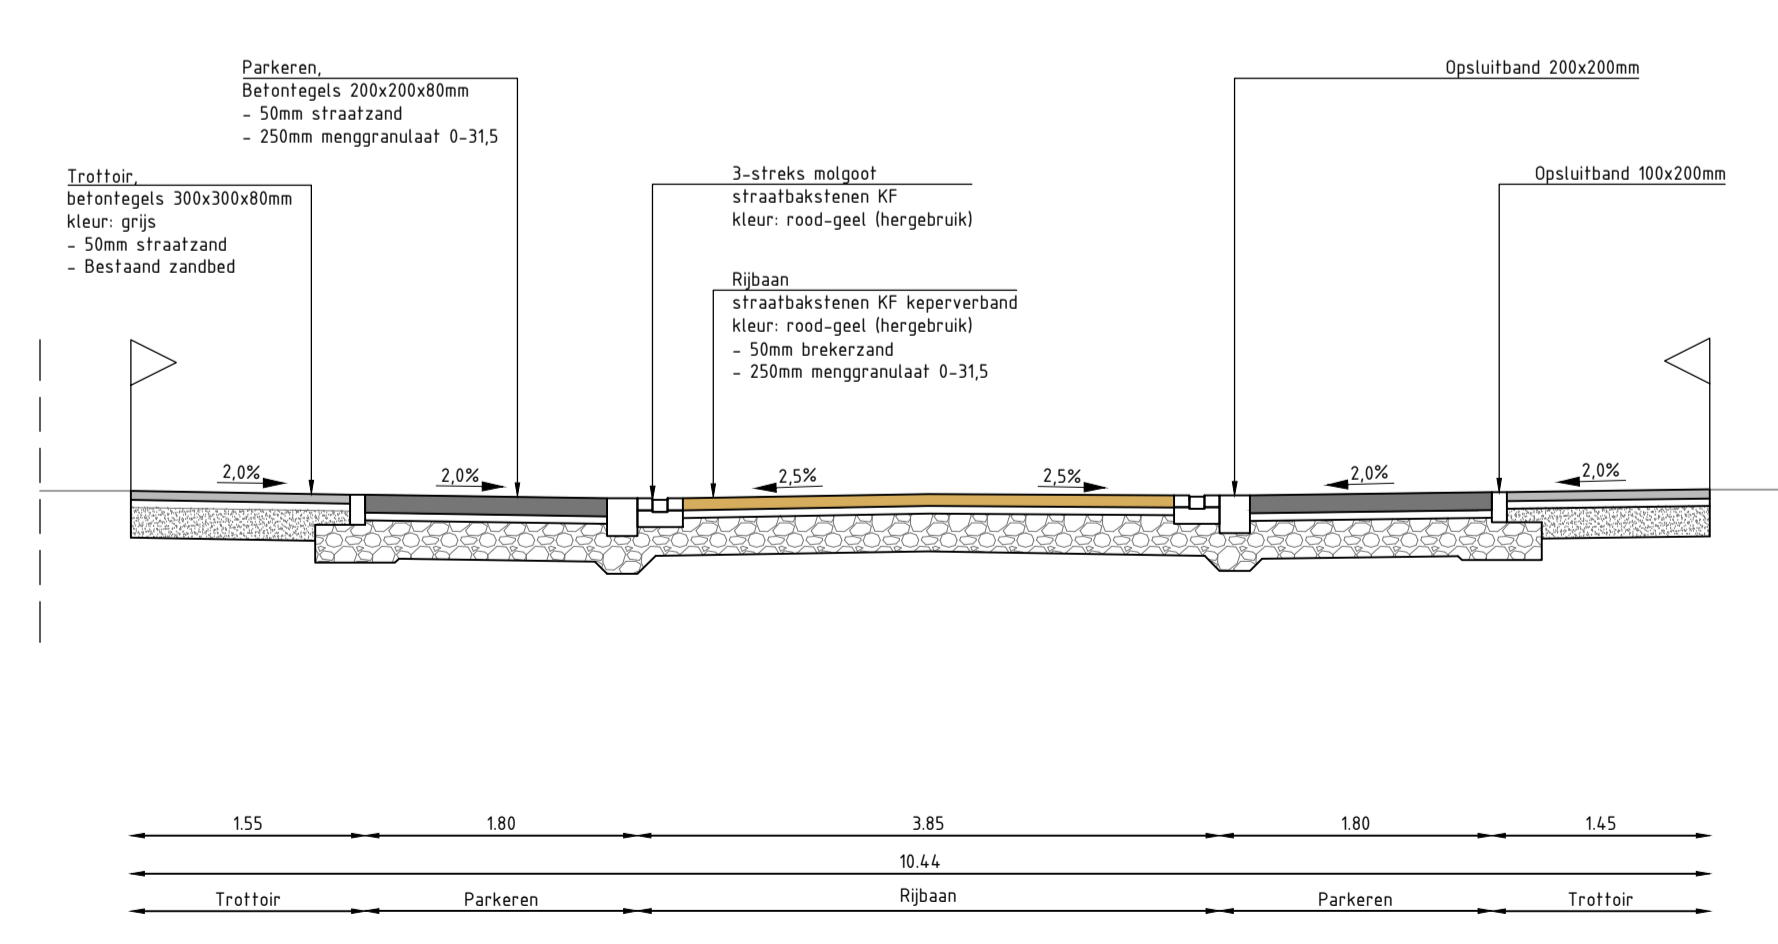 Parkeren,
Betontegels 200x200x80mm
- 50mm straatzand
- 250mm menggranulaat 0-31,5
Opsluitband 200x200mm
Trottoir,
betontegels 300x300x80mm
kleur: grijs
- 50mm straatzand
- Bestaand zandbed
3-streks molgoot
straatbakstenen KF
kleur: rood-geel (hergebruik)
Opsluitband 100x200mm
Rijbaan
straatbakstenen KF keperverband
kleur: rood-geel (hergebruik)
- 50mm brekerzand
- 250mm menggranulaat 0-31,5
2,0% 2,0% 2,5% 2,5% 2,0% 2,0%
1.55 1.80 3.85 1.80 1.45
10.44
Trottoir Parkeren Rijbaan Parkeren Trottoir